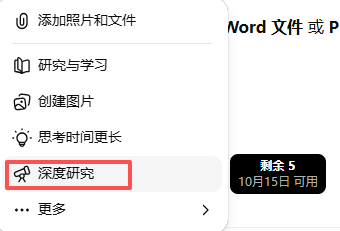 添加照片和文件
Word 文件 或 P
研究与学习
创建图片
思考时间更长
深度研究
剩余 5
10月15日 可用
更多